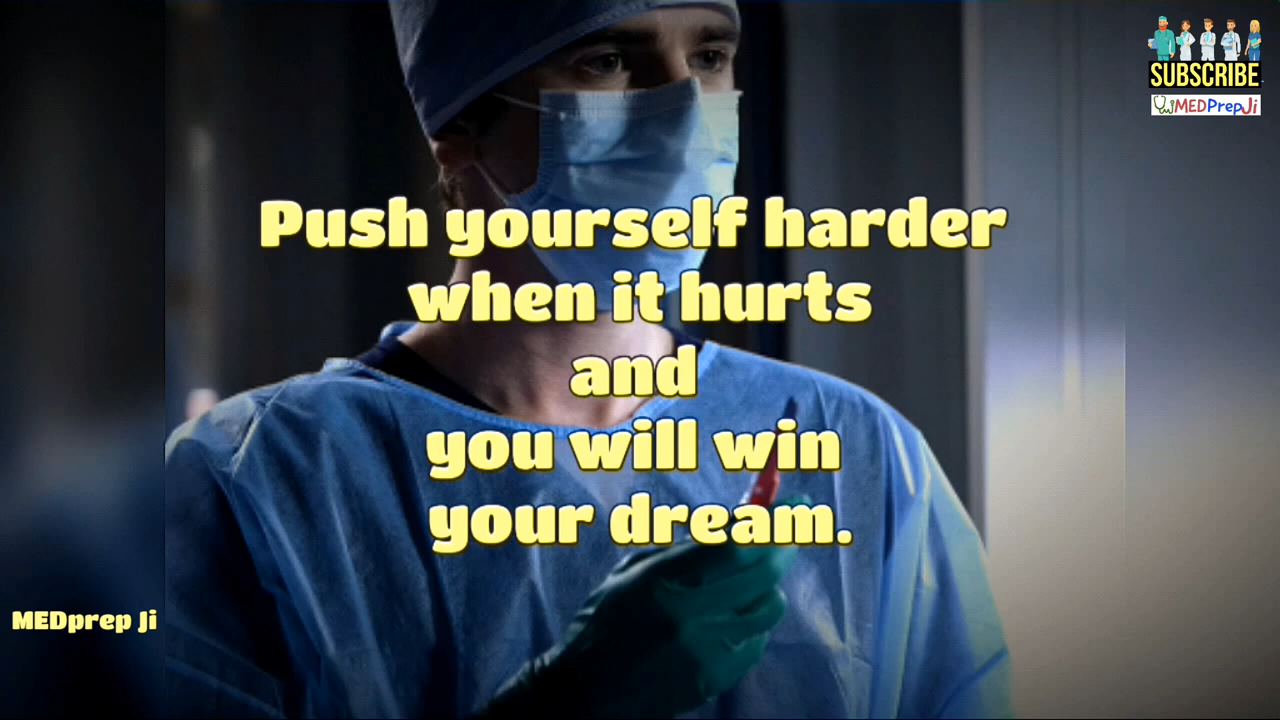 SUBSCRIBE
MEDPrepJi
Push yourself harder
when it hurts
and
you will win
your dream.
MEDprep Ji